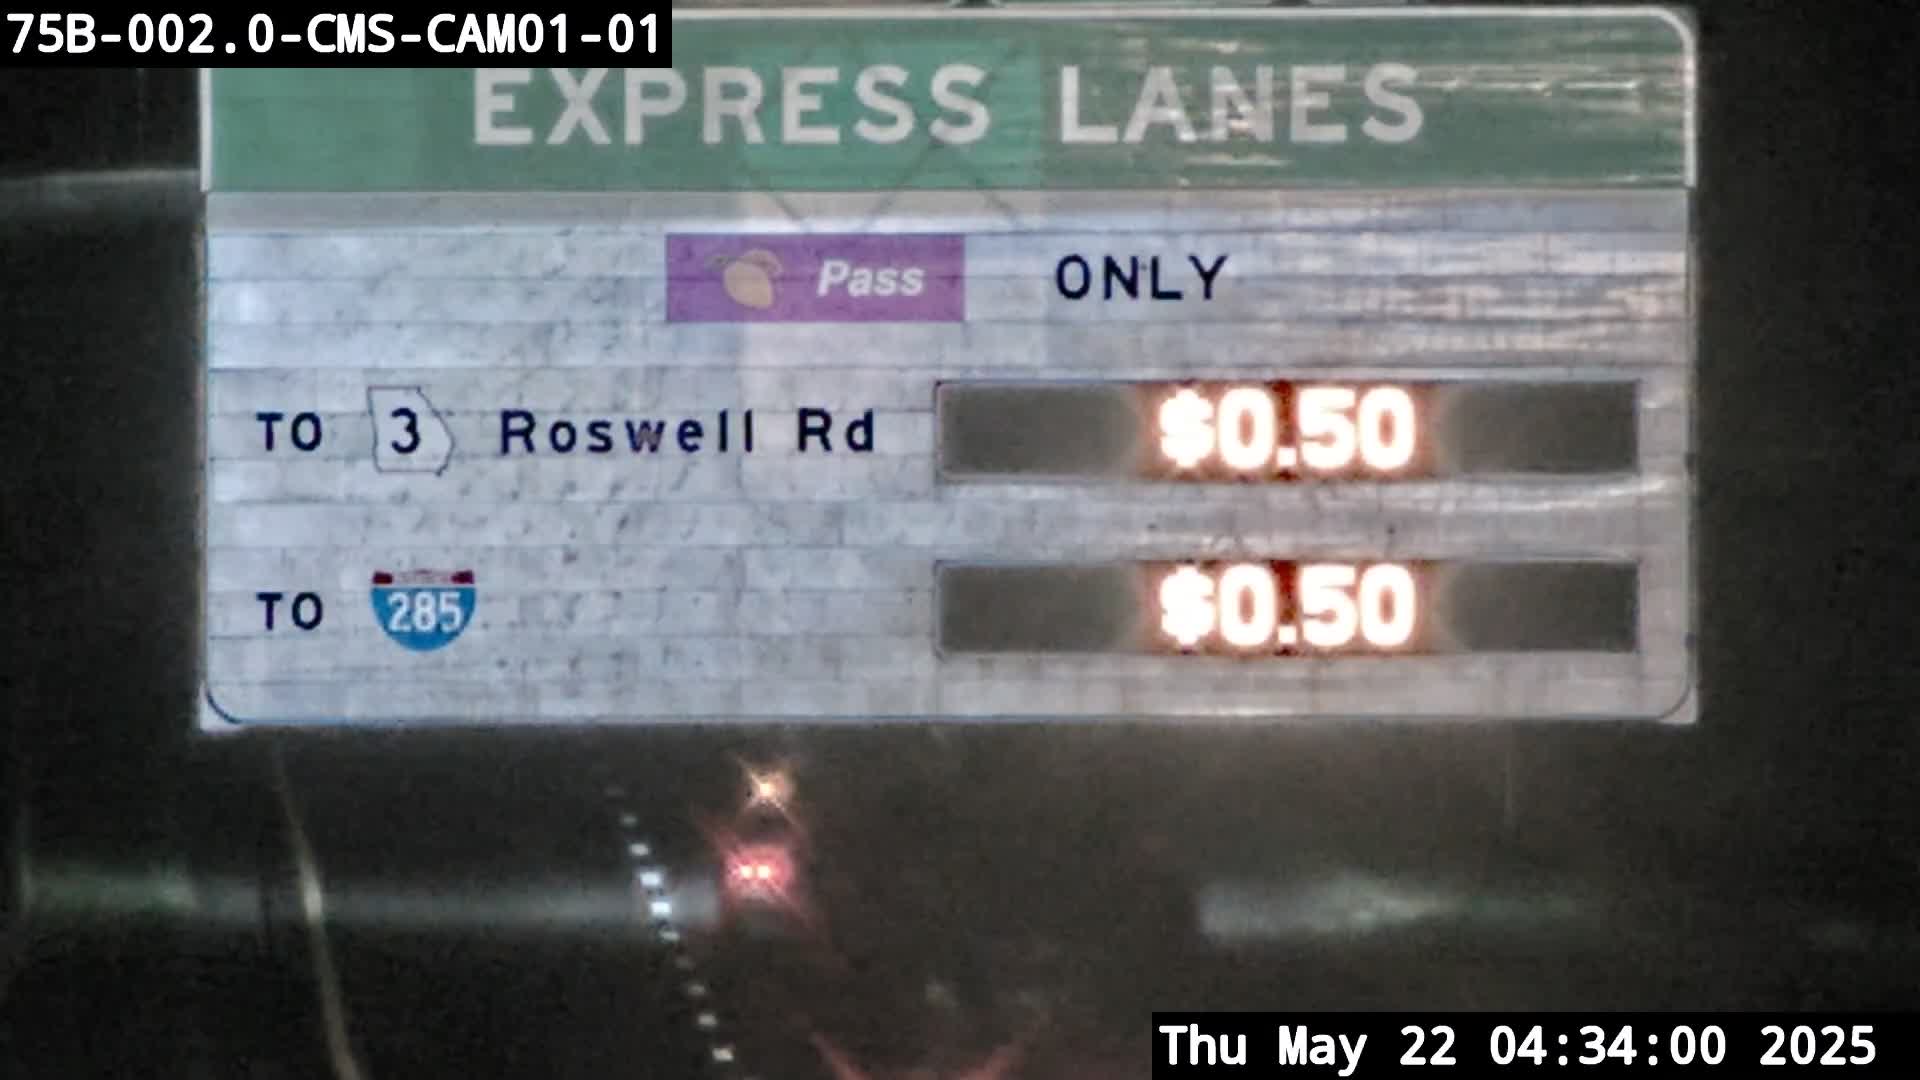 75B-002.0-CMS-CAM01-01
EXPRESS LANES
Pass ONLY
TO 3 Roswell Rd $0.50
TO 285 $0.50
Thu May 22 04:34:00 2025